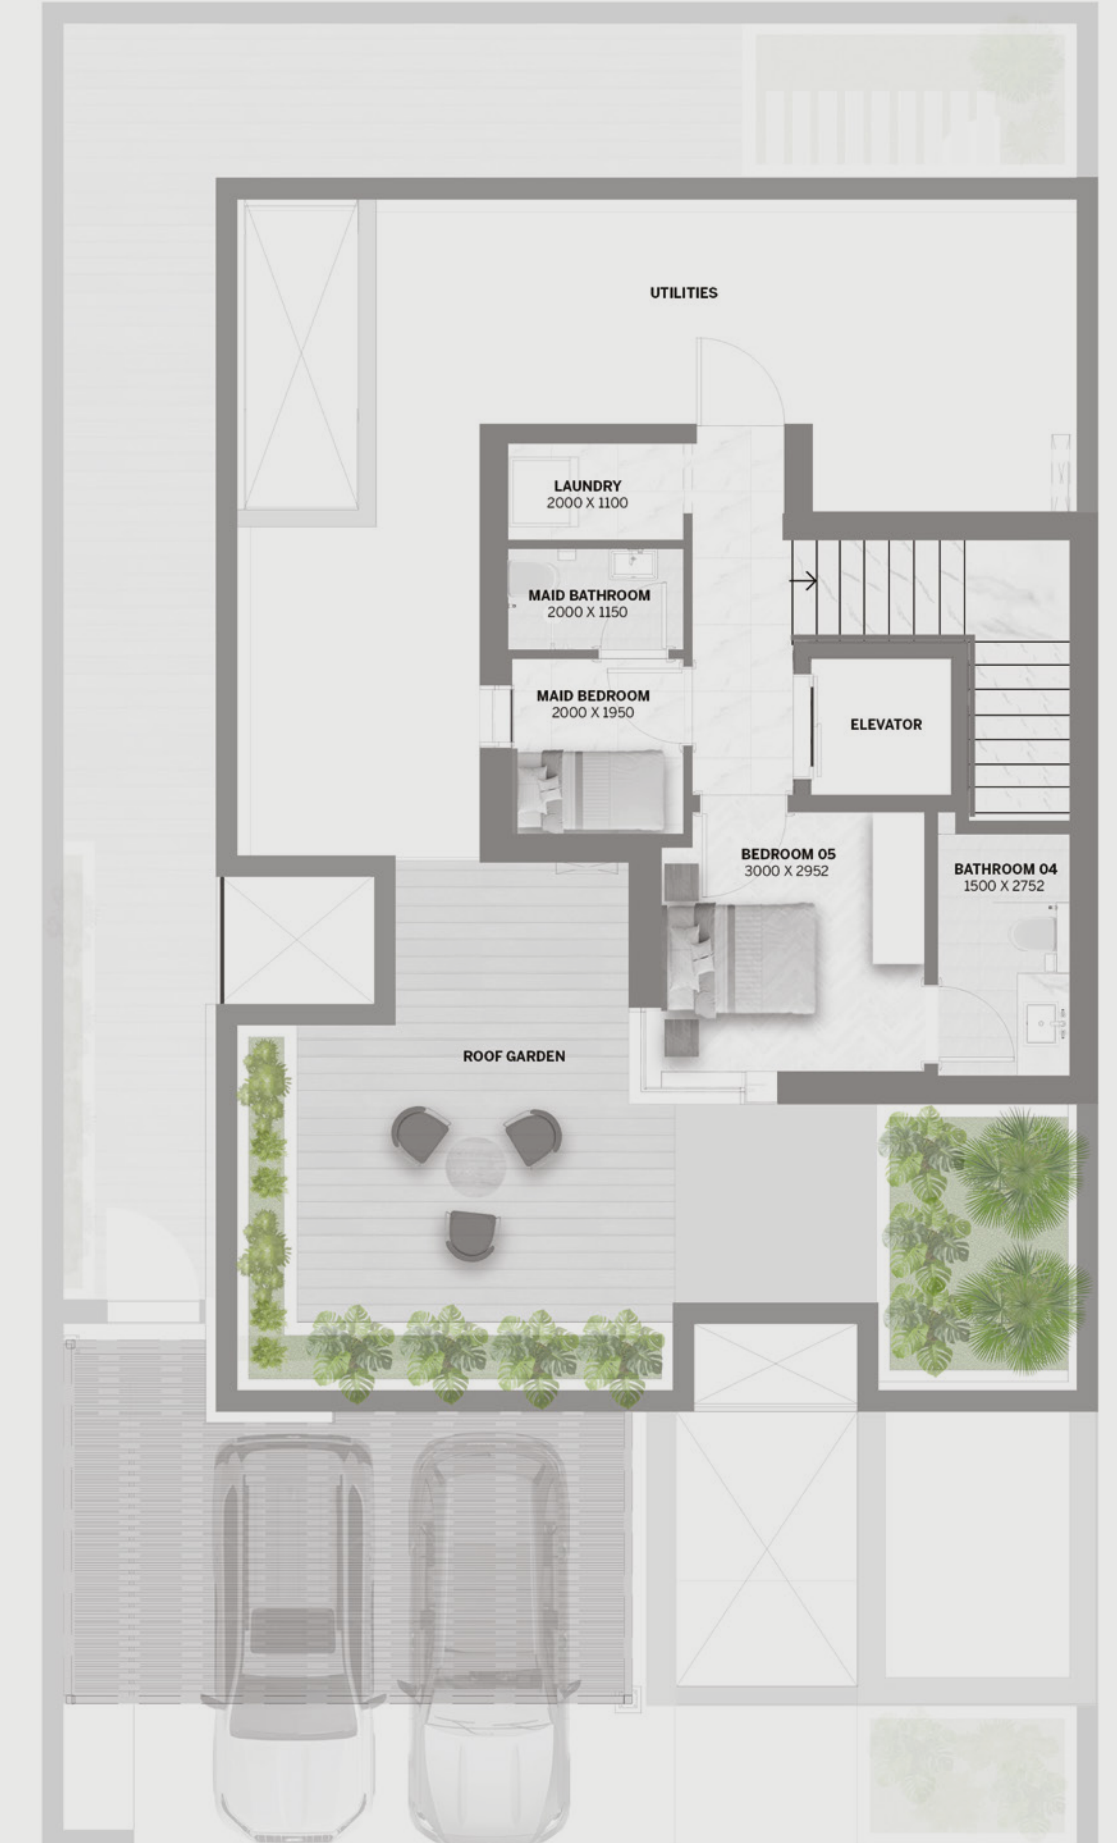 UTILITIES
LAUNDRY
2000 X 1100
MAID BATHROOM
2000 X 1150
MAID BEDROOM
2000 X 1950
ELEVATOR
BEDROOM 05
3000 X 2952
BATHROOM 04
1500 X 2752
ROOF GARDEN